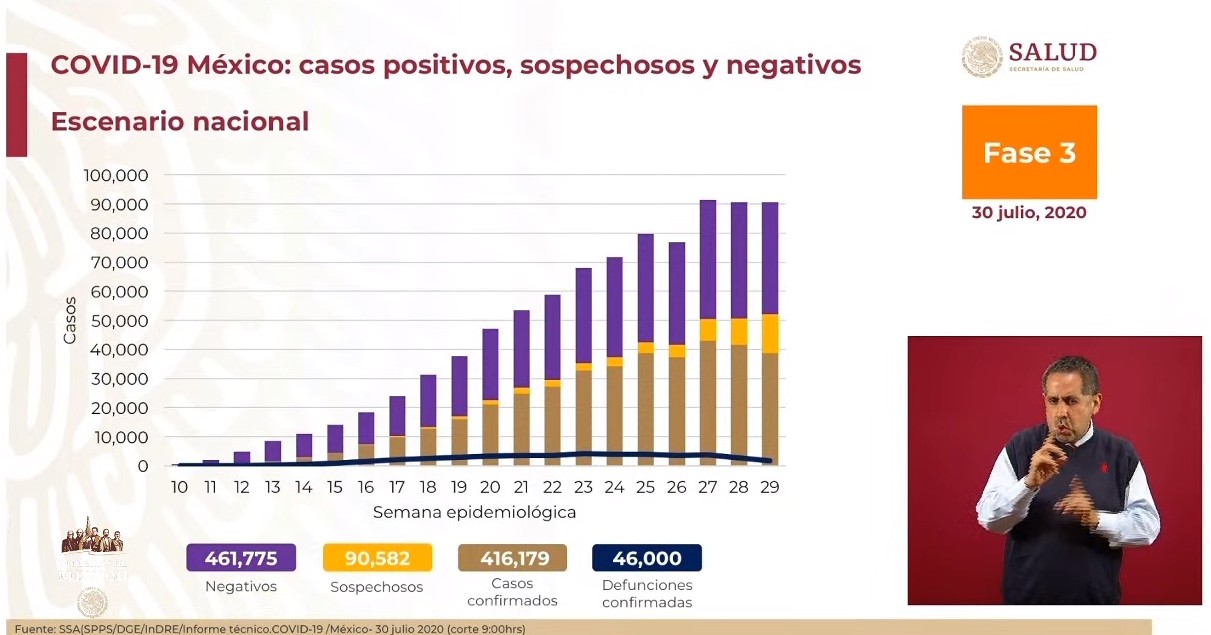 COVID-19 México: casos positivos, sospechosos y negativos
Escenario nacional
SALUD
SECRETARÍA DE SALUD
Fase 3
30 julio, 2020
100,000
90,000
80,000
70,000
60,000
50,000
40,000
30,000
20,000
10,000
0
Casos
10 11 12 13 14 15 16 17 18 19 20 21 22 23 24 25 26 27 28 29
Semana epidemiológica
461,775
Negativos
90,582
Sospechosos
416,179
Casos
confirmados
46,000
Defunciones
confirmadas
Fuente: SSA(SPPS/DGE/InDRE/Informe técnico.COVID-19 /México- 30 julio 2020 (corte 9:00hrs)